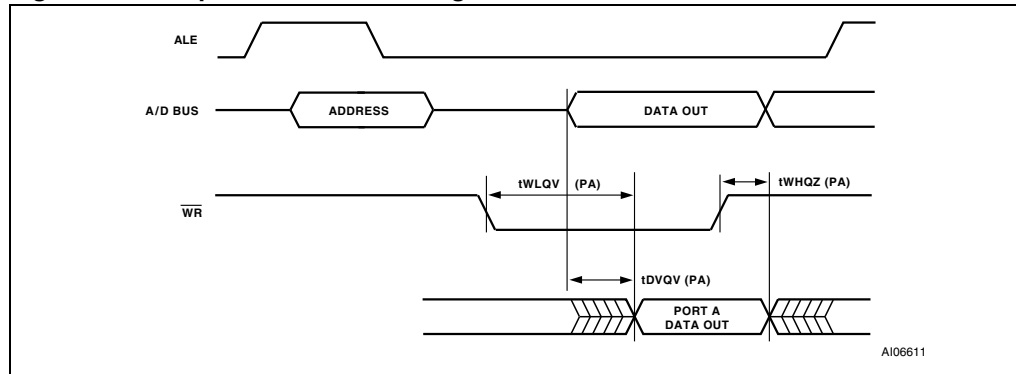 ALE
A/D BUS
ADDRESS
DATA OUT
tWLQV (PA)
tWHQZ (PA)
WR
tDVQV (PA)
PORT A
DATA OUT
AI06611